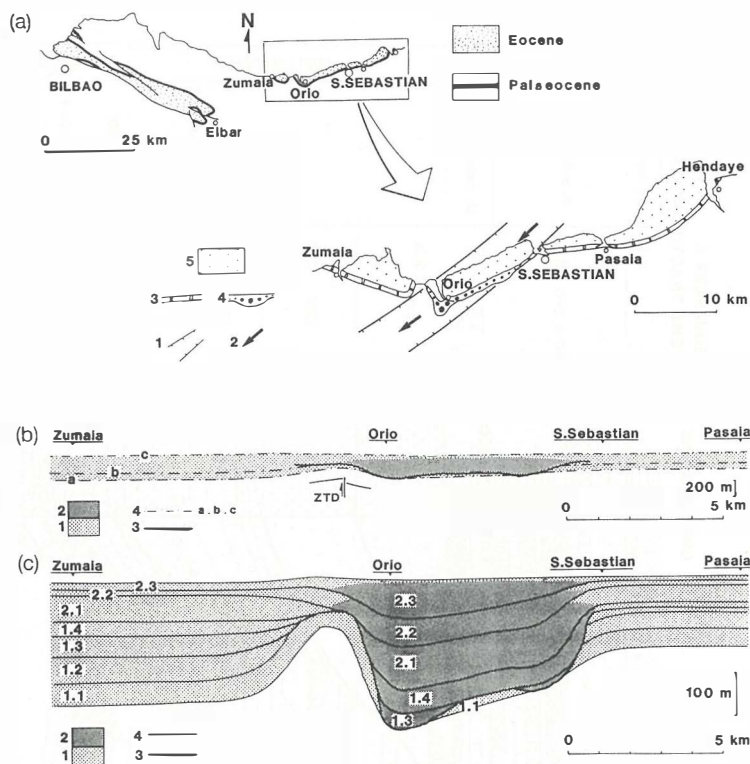 (a)
N
Eocene
Palaeocene
BILBAO
Eibar
Zumaia
Orio
S.SEBASTIAN
0 25 km
Hendaye
Zumaia
Orio
S.SEBASTIAN
Pasaia
5
3 4
1 2
0 10 km
(b)
Zumaia Orio S.Sebastian Pasaia
c
b
a
ZTD
200 m
2
1
4 a.b.c
3
0 5 km
(c)
Zumaia Orio S.Sebastian Pasaia
2.3
2.2
2.1
1.4
1.3
1.2
1.1
2.3
2.2
2.1
1.4
1.3
1.1
100 m
2
1
4
3
0 5 km